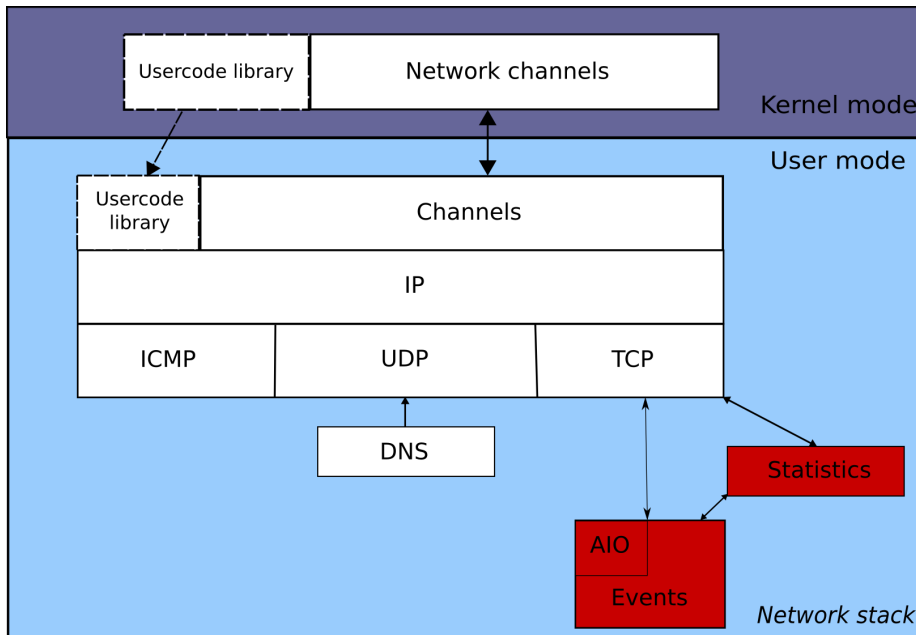 Usercode library
Network channels
Kernel mode
User mode
Usercode
library
Channels
IP
ICMP
UDP
TCP
DNS
Statistics
AIO
Events
Network stack